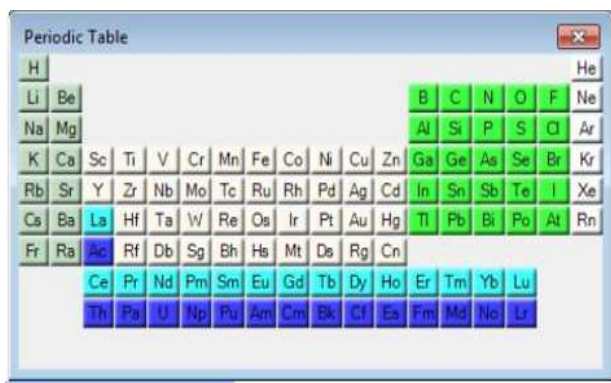 Periodic Table
H He
Li Be B C N O F Ne
Na Mg Al Si P S Cl Ar
K Ca Sc Ti V Cr Mn Fe Co Ni Cu Zn Ga Ge As Se Br Kr
Rb Sr Y Zr Nb Mo Tc Ru Rh Pd Ag Cd In Sn Sb Te I Xe
Cs Ba La Hf Ta W Re Os Ir Pt Au Hg Tl Pb Bi Po At Rn
Fr Ra Ac Rf Db Sg Bh Hs Mt Ds Rg Cn
Ce Pr Nd Pm Sm Eu Gd Tb Dy Ho Er Tm Yb Lu
Th Pa U Np Pu Am Cm Bk Cf Es Fm Md No Lr